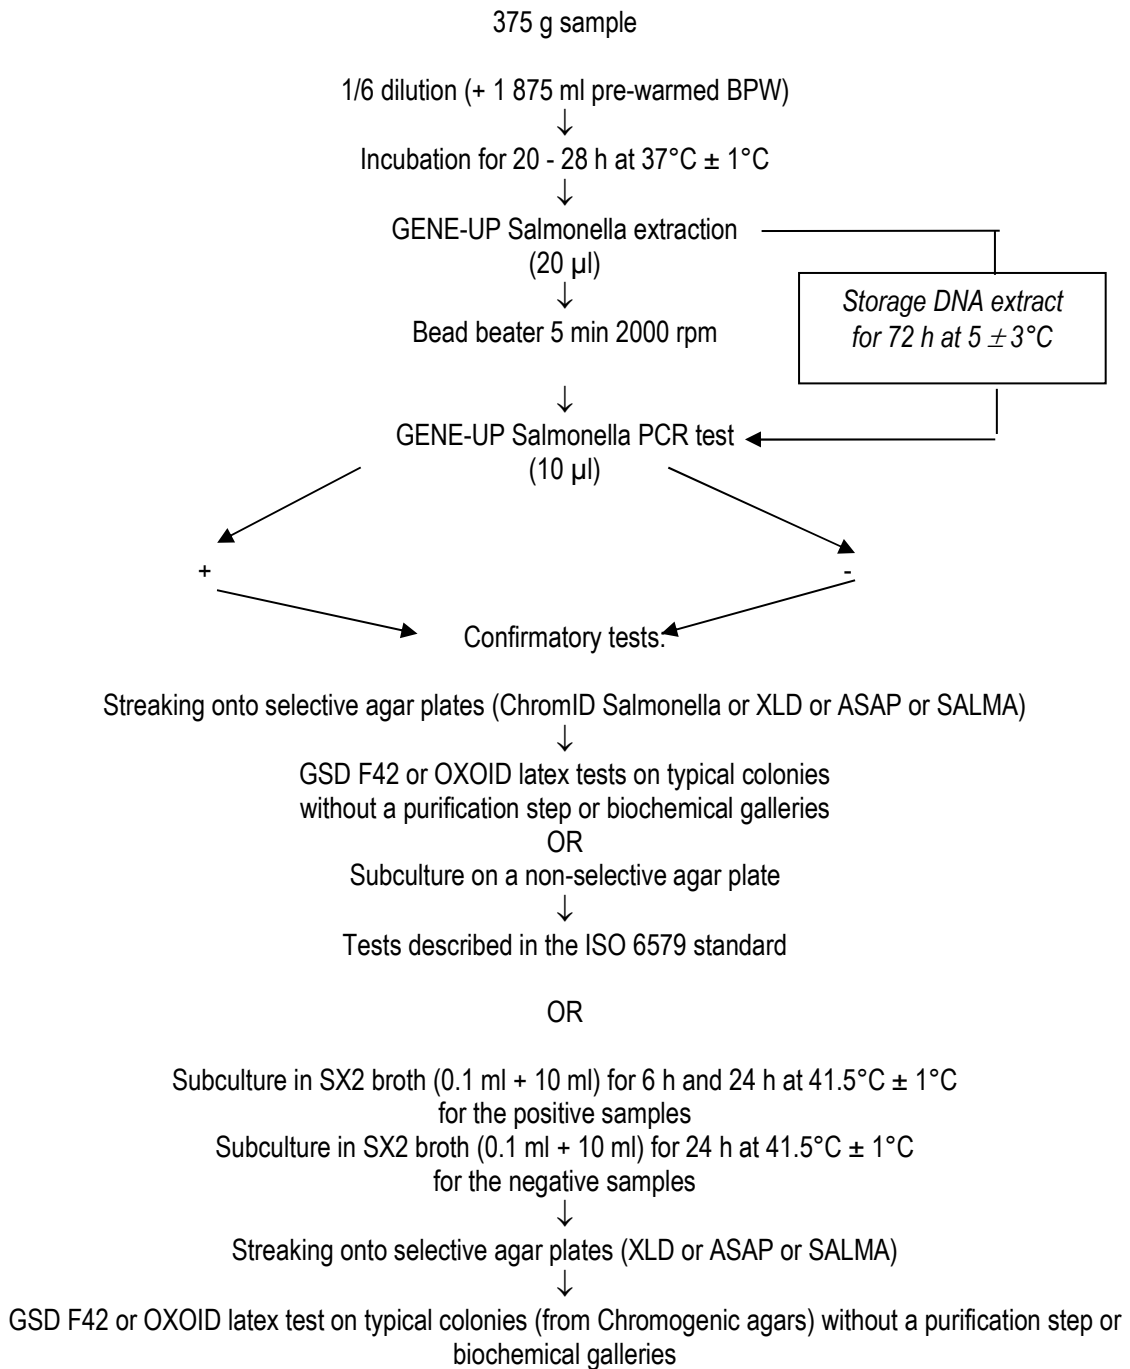 375 g sample
1/6 dilution (+ 1 875 ml pre-warmed BPW)
↓
Incubation for 20 - 28 h at 37°C ± 1°C
↓
GENE-UP Salmonella extraction
(20 µl)
↓
Storage DNA extract
for 72 h at 5 ± 3°C
Bead beater 5 min 2000 rpm
↓
GENE-UP Salmonella PCR test
(10 µl)
+
-
Confirmatory tests:
Streaking onto selective agar plates (ChromID Salmonella or XLD or ASAP or SALMA)
↓
GSD F42 or OXOID latex tests on typical colonies
without a purification step or biochemical galleries
OR
Subculture on a non-selective agar plate
↓
Tests described in the ISO 6579 standard
OR
Subculture in SX2 broth (0.1 ml + 10 ml) for 6 h and 24 h at 41.5°C ± 1°C
for the positive samples
Subculture in SX2 broth (0.1 ml + 10 ml) for 24 h at 41.5°C ± 1°C
for the negative samples
↓
Streaking onto selective agar plates (XLD or ASAP or SALMA)
↓
GSD F42 or OXOID latex test on typical colonies (from Chromogenic agars) without a purification step or
biochemical galleries